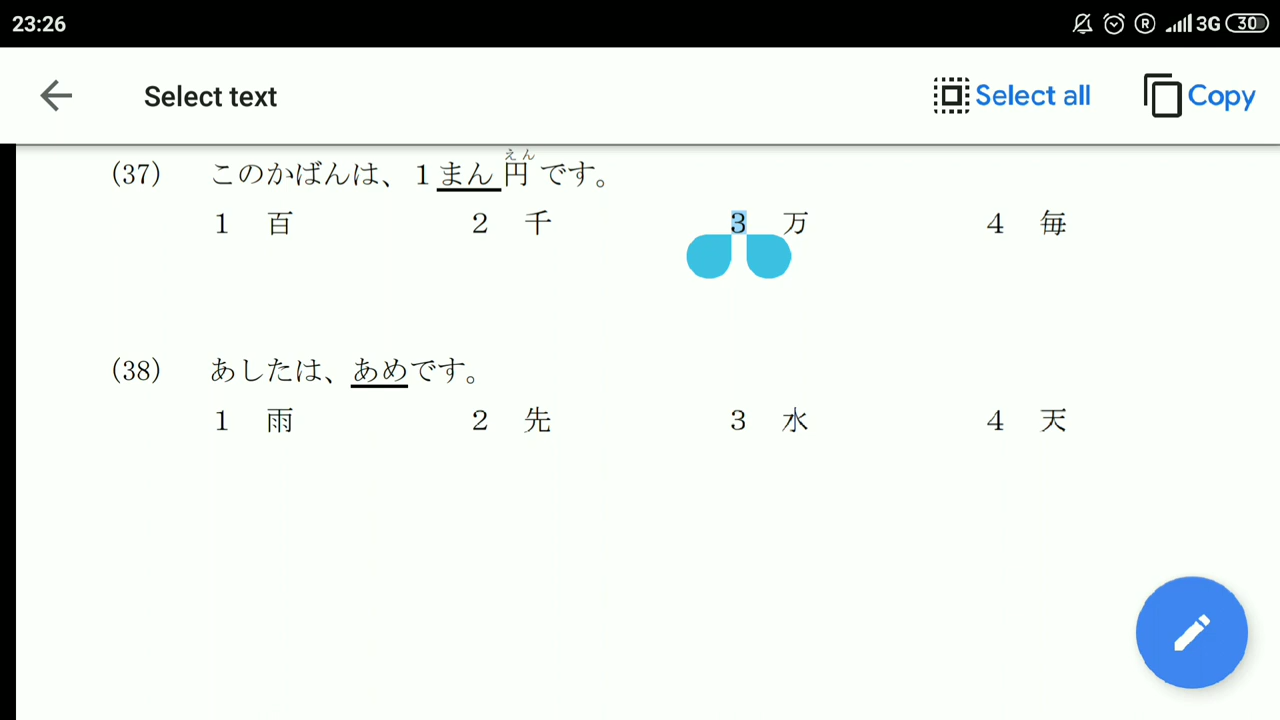 23:26 R 3G 30
Select text Select all Copy
えん
(37) このかばんは、1まん円です。
1 百 2 千 3 万 4 毎
(38) あしたは、あめです。
1 雨 2 先 3 水 4 天